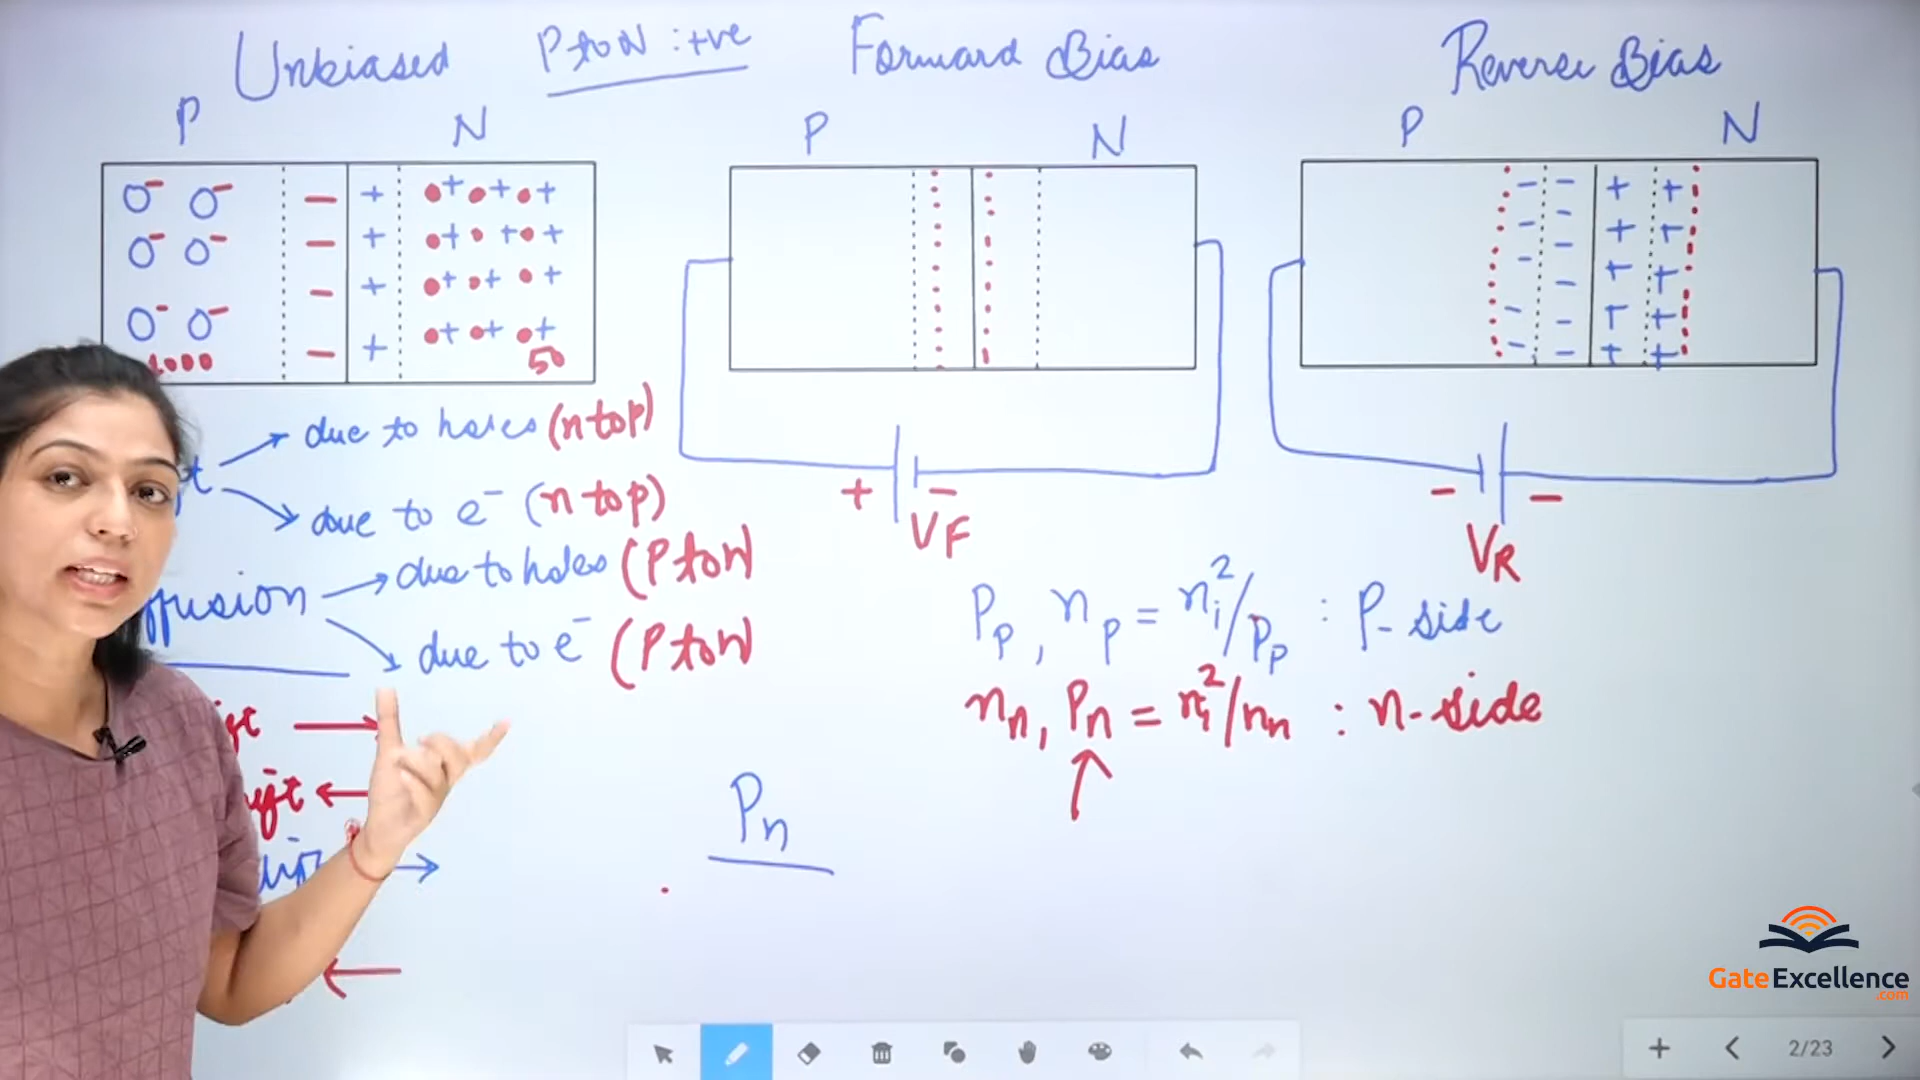 Unbiased
P to N : +ve
Forward Bias
Reverse Bias
P
N
P
N
P
N
50
due to holes (n to p)
due to e⁻ (n to p)
due to holes (P to N)
due to e⁻ (P to N)
+
−
VF
−
−
VR
Pp, np = ni²/Pp : P-side
nn, Pn = ni²/nn : n-side
Pn
GateExcellence
.com
2/23